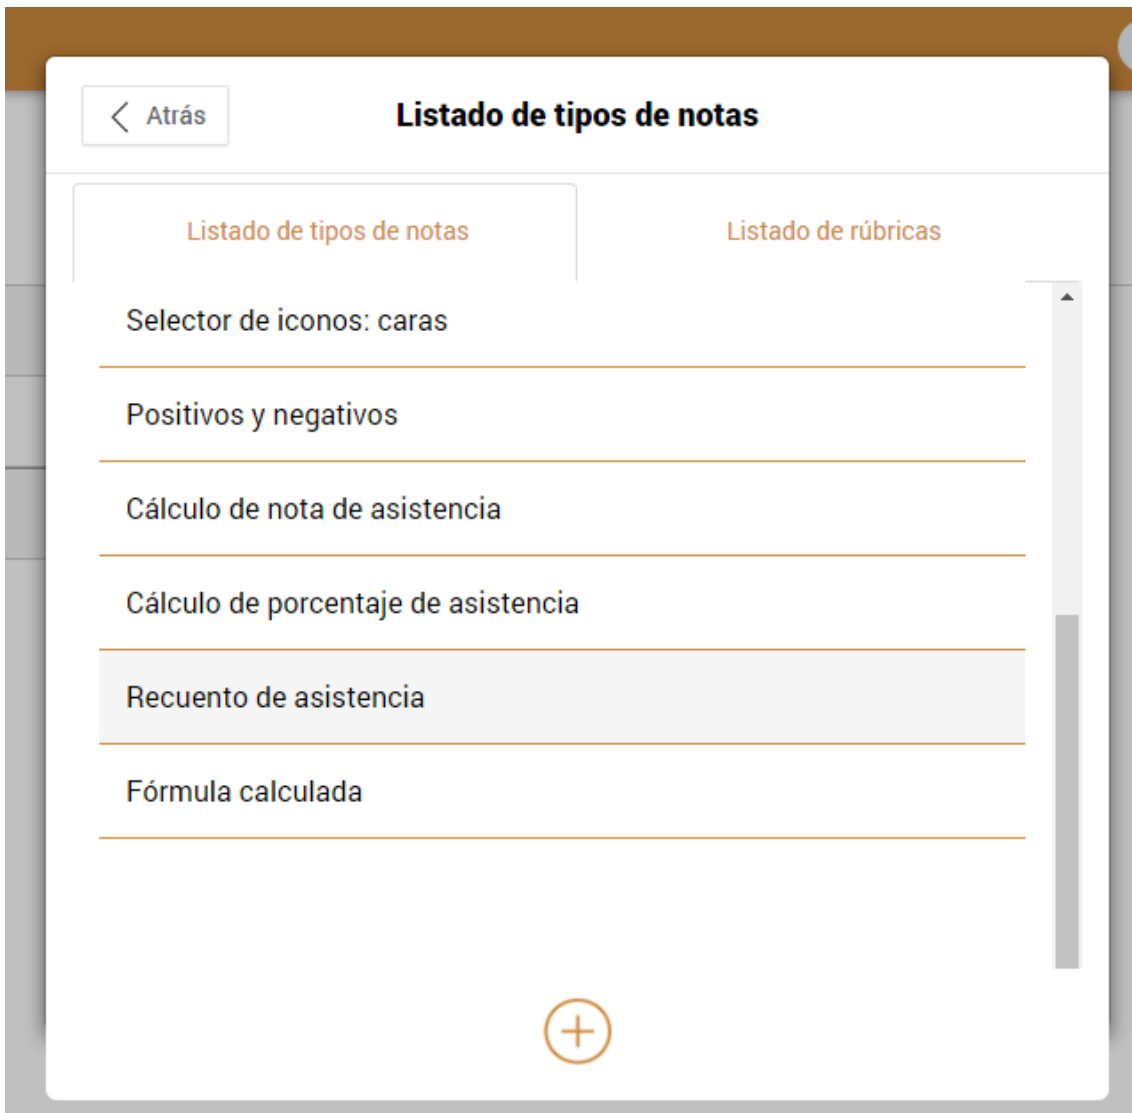 Atrás
Listado de tipos de notas
Listado de tipos de notas
Listado de rúbricas
Selector de iconos: caras
Positivos y negativos
Cálculo de nota de asistencia
Cálculo de porcentaje de asistencia
Recuento de asistencia
Fórmula calculada